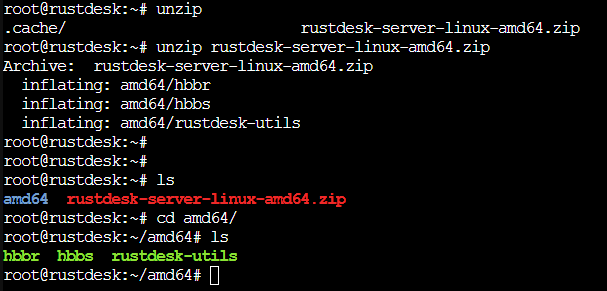 root@rustdesk:~# unzip
.cache/                          rustdesk-server-linux-amd64.zip
root@rustdesk:~# unzip rustdesk-server-linux-amd64.zip
Archive:  rustdesk-server-linux-amd64.zip
  inflating: amd64/hbbr
  inflating: amd64/hbbs
  inflating: amd64/rustdesk-utils
root@rustdesk:~#
root@rustdesk:~#
root@rustdesk:~# ls
amd64  rustdesk-server-linux-amd64.zip
root@rustdesk:~# cd amd64/
root@rustdesk:~/amd64# ls
hbbr  hbbs  rustdesk-utils
root@rustdesk:~/amd64#